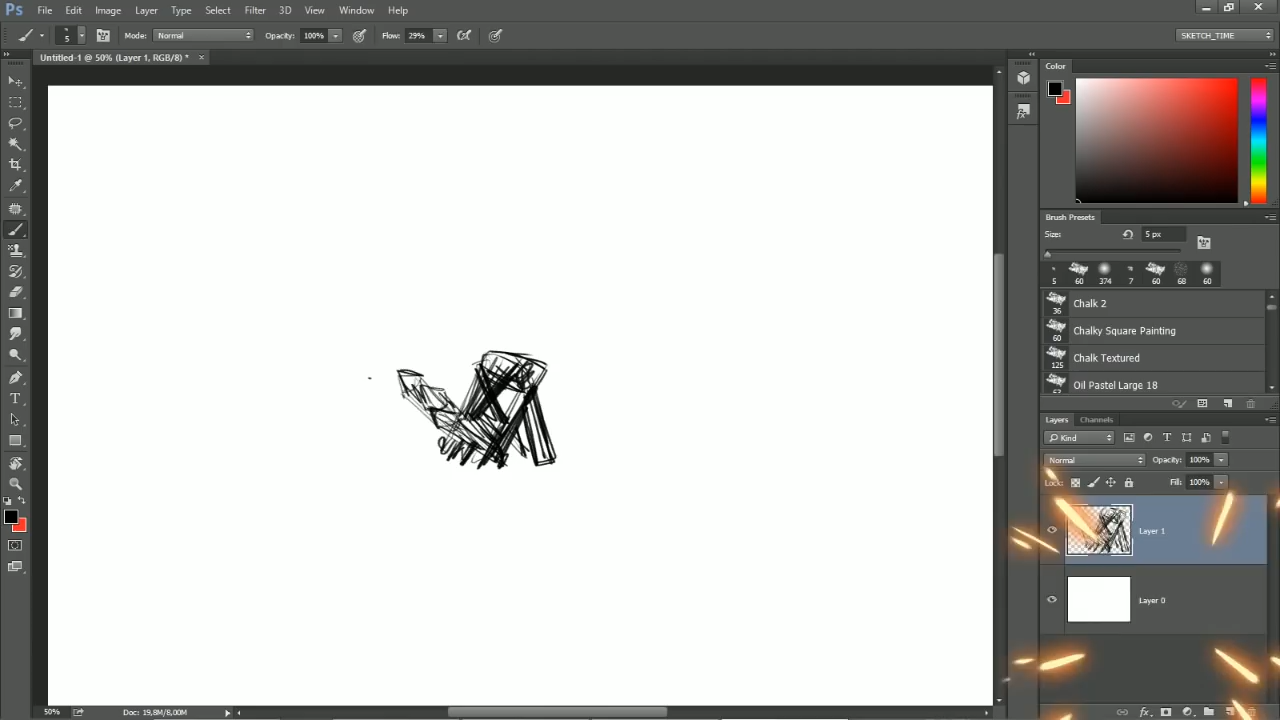 Ps File Edit Image Layer Type Select Filter 3D View Window Help
5 Mode: Normal Opacity: 100% Flow: 29% SKETCH_TIME
Untitled-1 @ 50% (Layer 1, RGB/8) * ×
Color
Brush Presets
Size: 5 px
5 60 374 7 60 68 60
Chalk 2
36
Chalky Square Painting
60
Chalk Textured
125
Oil Pastel Large 18
Layers Channels
Kind
Normal Opacity: 100%
Lock: Fill: 100%
Layer 1
Layer 0
50% Doc: 19,8M/8,00M